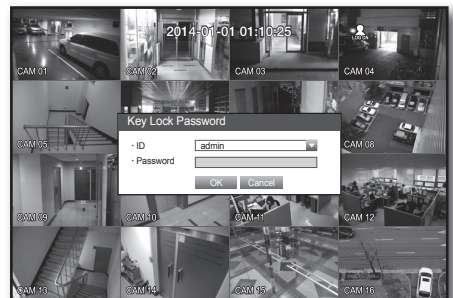 2014-01-01 01:10:25
LOG ON
CAM 01
CAM 02
CAM 03
CAM 04
Key Lock Password
· ID
admin
· Password
OK
Cancel
CAM 05
CAM 08
CAM 09
CAM 10
CAM 11
CAM 12
CAM 13
CAM 14
CAM 15
CAM 16